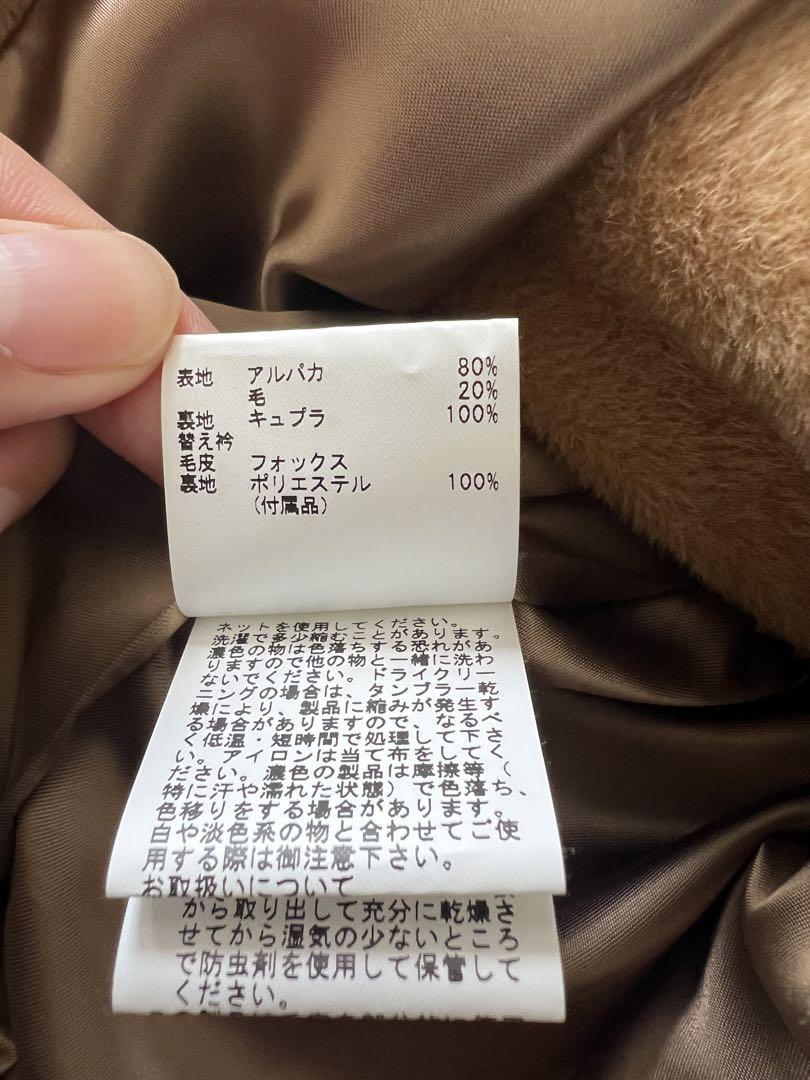 表地 アルパカ 80%
毛 20%
裏地 キュプラ 100%
替え衿
毛皮 フォックス
裏地 ポリエステル 100%
(付属品)
ネットを使用してください。
洗濯で多少縮むことがあります。
濃色の物は色落ちする恐れがあ
りますので他の物と一緒に洗わ
ないでください。ドライクリー
ニングの場合は、タンブラー乾
燥により、製品に縮みが発生す
る場合がありますので、なるべ
く低温・短時間で処理して下さ
い。アイロンは当て布をしてく
ださい。濃色の製品は摩擦等(
特に汗や濡れた状態)で色落ち、
色移りをする場合があります。
白や淡色系の物と合わせてご使
用する際は御注意下さい。
お取扱いについて
から取り出して充分に乾燥さ
せてから湿気の少ないところ
で防虫剤を使用して保管して
ください。